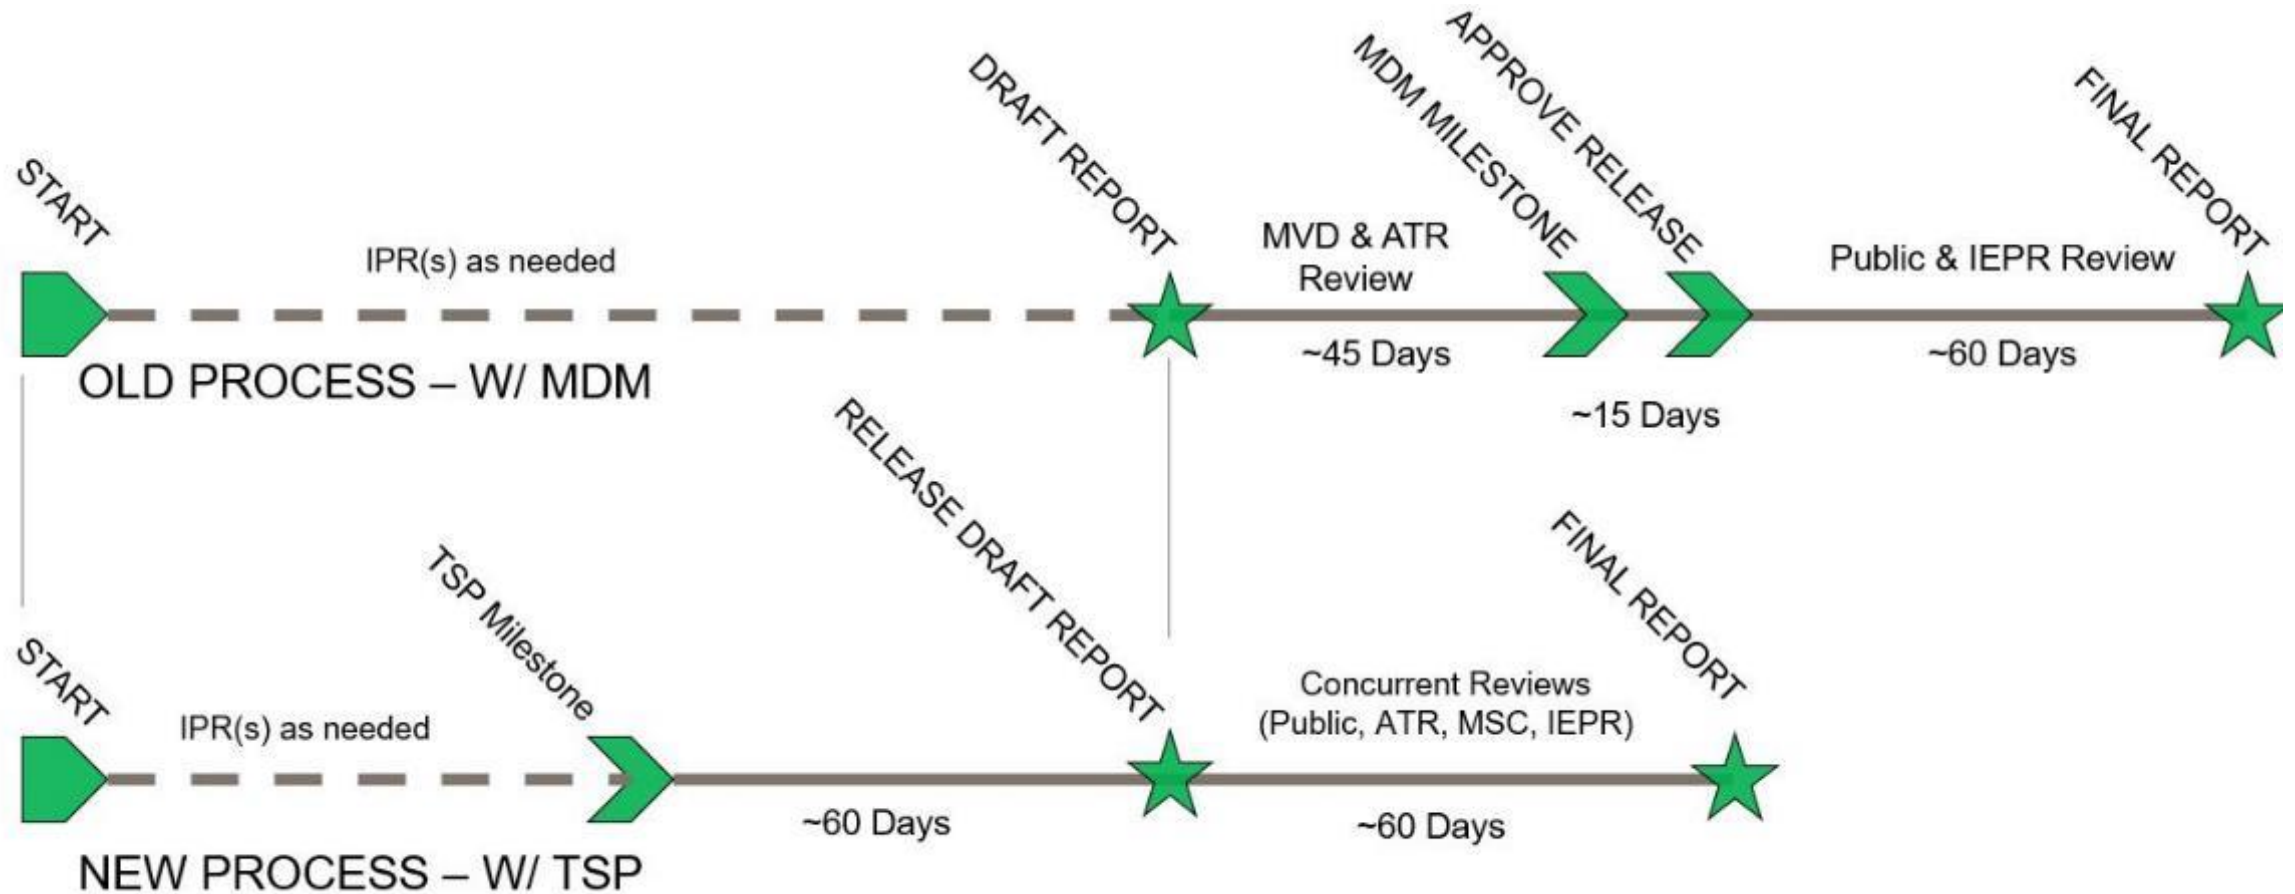 START
IPR(s) as needed
DRAFT REPORT
MVD & ATR
Review
~45 Days
MDM MILESTONE
APPROVE RELEASE
~15 Days
Public & IEPR Review
~60 Days
FINAL REPORT
OLD PROCESS – W/ MDM
START
IPR(s) as needed
TSP Milestone
~60 Days
RELEASE DRAFT REPORT
Concurrent Reviews
(Public, ATR, MSC, IEPR)
~60 Days
FINAL REPORT
NEW PROCESS – W/ TSP